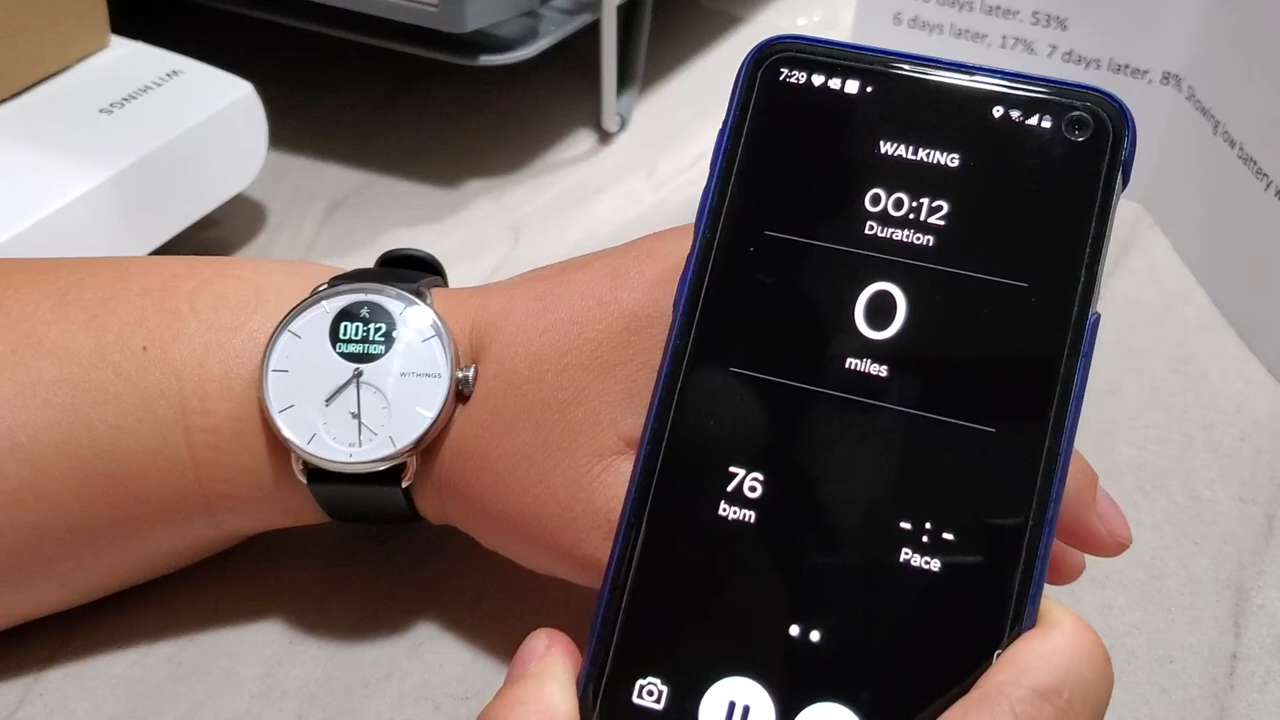 WITHINGS
days later. 53%
6 days later, 17%. 7 days later, 8%
Showing low battery
7:29
WALKING
00:12
Duration
0
miles
76
bpm
-:-
Pace
00:12
DURATION
WITHINGS